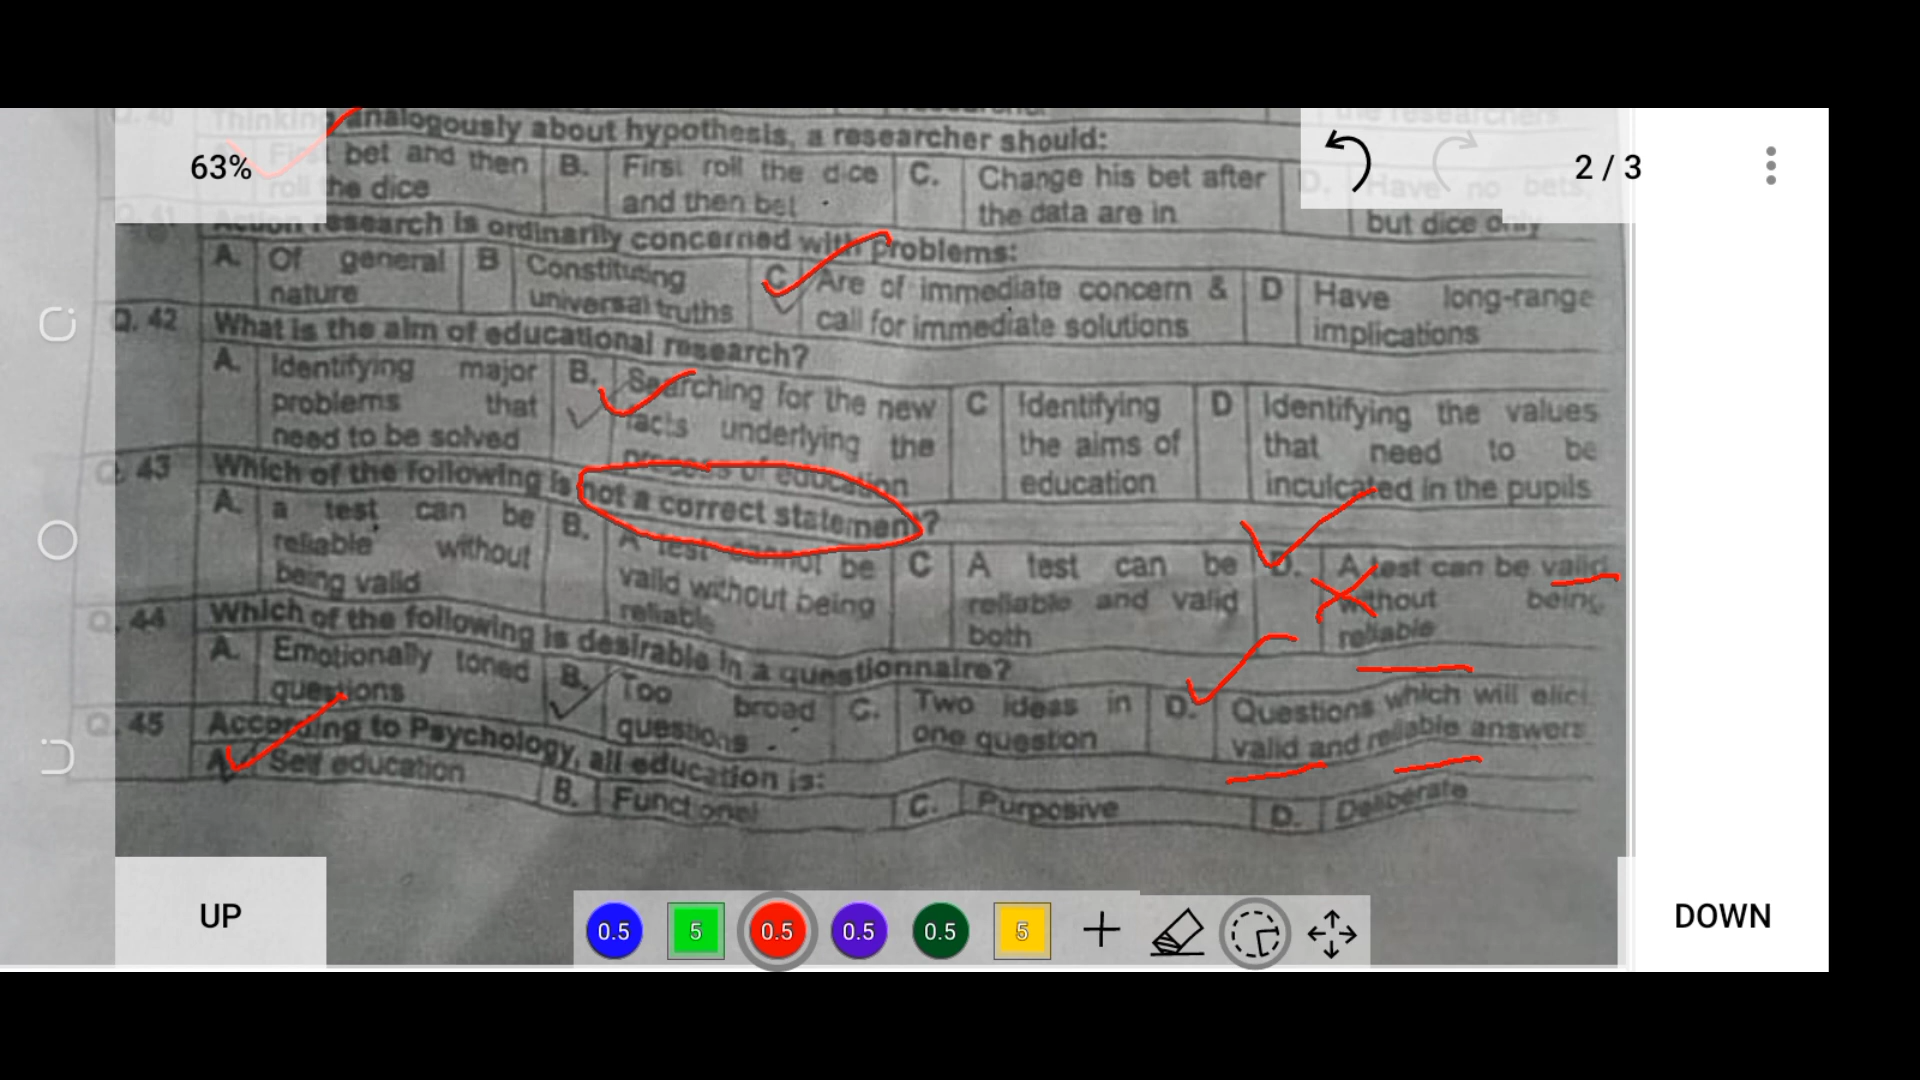 63%
2 / 3
Q. 40 Thinking analogously about hypothesis, a researcher should:
First bet and then roll the dice
B. First roll the dice and then bet
C. Change his bet after the data are in
D. Have no bets, but dice only
Q. 41 Action research is ordinarily concerned with problems:
A. Of general nature
B Constituting universal truths
C Are of immediate concern & call for immediate solutions
D Have long-range implications
Q. 42 What is the aim of educational research?
A. Identifying major problems that need to be solved
B. Searching for the new facts underlying the process of education
C Identifying the aims of education
D Identifying the values that need to be inculcated in the pupils
Q. 43 Which of the following is not a correct statement?
A. a test can be reliable without being valid
B. A test cannot be valid without being reliable
C A test can be reliable and valid both
D. A test can be valid without being reliable
Q. 44 Which of the following is desirable in a questionnaire?
A. Emotionally toned questions
B. Too broad questions
C. Two ideas in one question
D. Questions which will elicit valid and reliable answers
Q. 45 According to Psychology, all education is:
A. Self education
B. Functional
C. Purposive
D. Deliberate
UP
0.5
5
0.5
0.5
0.5
5
DOWN